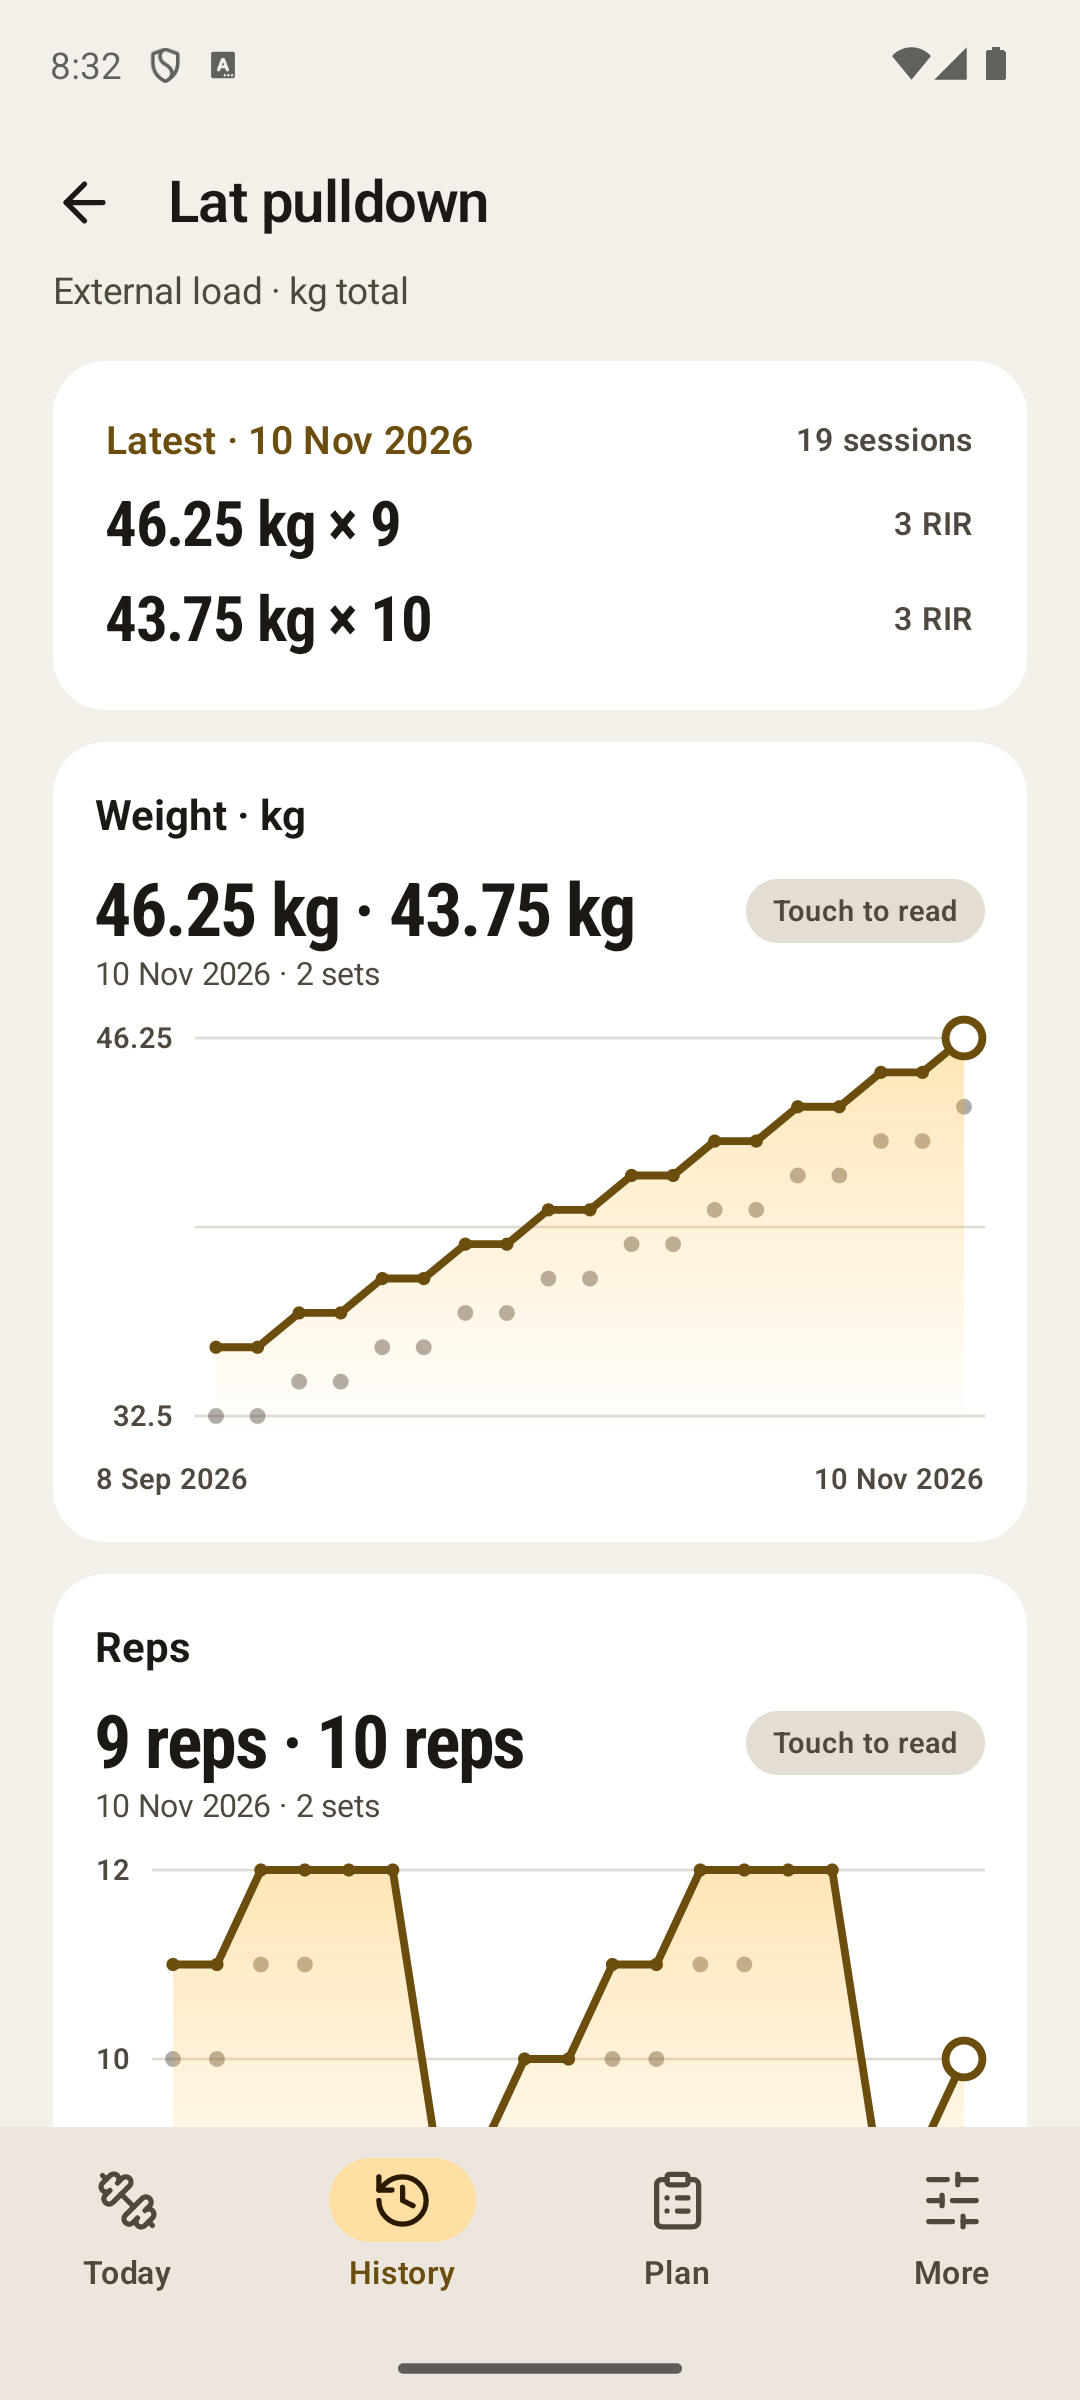 8:32
Lat pulldown
External load · kg total
Latest · 10 Nov 2026
19 sessions
46.25 kg × 9
3 RIR
43.75 kg × 10
3 RIR
Weight · kg
46.25 kg · 43.75 kg
Touch to read
10 Nov 2026 · 2 sets
46.25
32.5
8 Sep 2026
10 Nov 2026
Reps
9 reps · 10 reps
Touch to read
10 Nov 2026 · 2 sets
12
10
Today
History
Plan
More